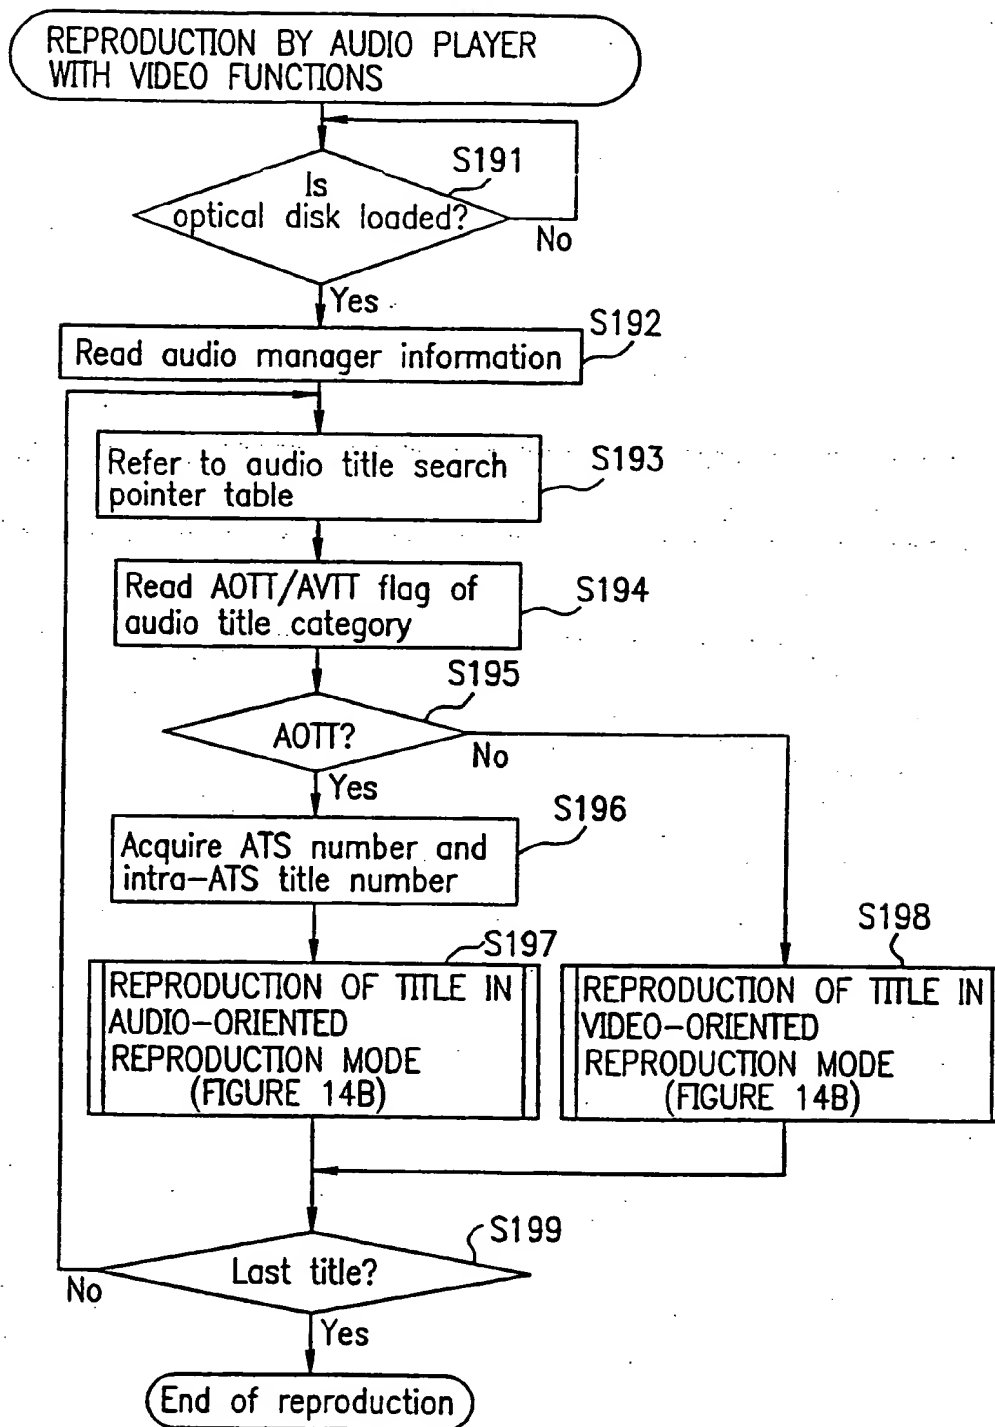 REPRODUCTION BY AUDIO PLAYER
WITH VIDEO FUNCTIONS
S191
Is
optical disk loaded?
No
Yes
S192
Read audio manager information
Refer to audio title search
pointer table
S193
Read AOTT/AVTT flag of
audio title category
S194
S195
AOTT?
No
Yes
S196
Acquire ATS number and
intra-ATS title number
S197
REPRODUCTION OF TITLE IN
AUDIO-ORIENTED
REPRODUCTION MODE
(FIGURE 14B)
S198
REPRODUCTION OF TITLE IN
VIDEO-ORIENTED
REPRODUCTION MODE
(FIGURE 14B)
S199
Last title?
No
Yes
End of reproduction